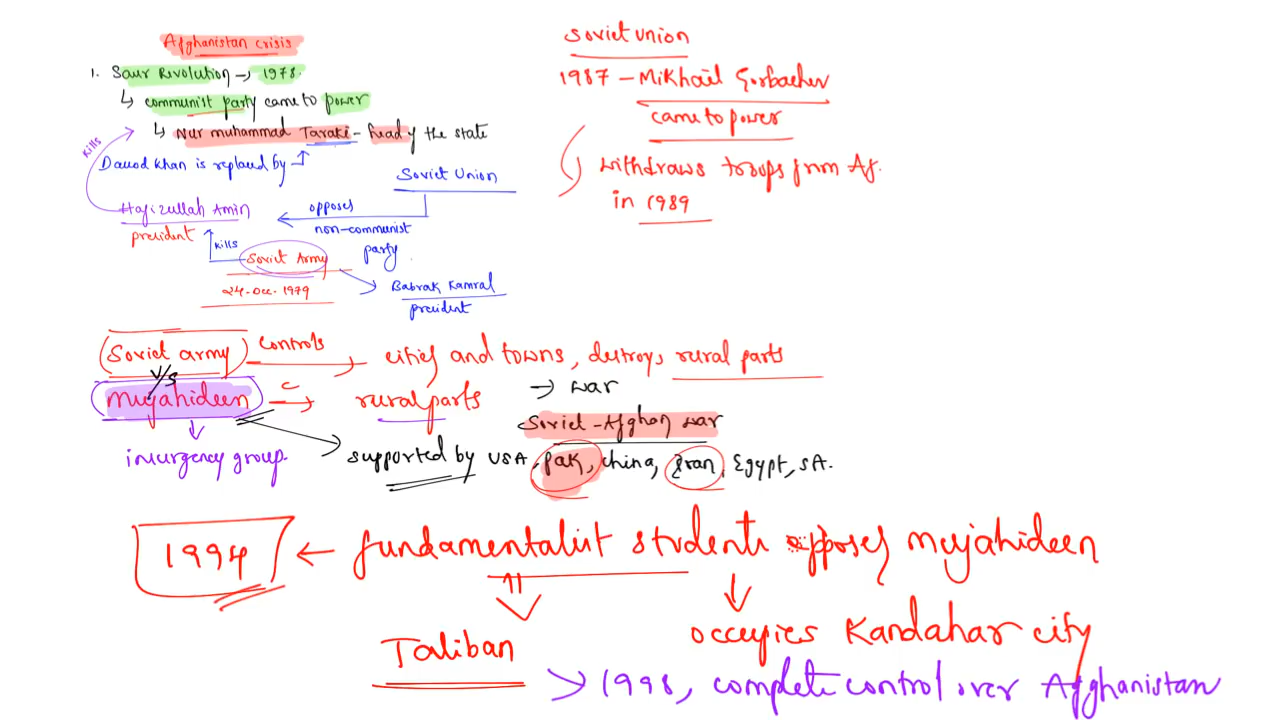 Afghanistan crisis
1. Saur Revolution → 1978.
↳ communist party came to power
↳ Nur muhammad Taraki - head of the state
kills
Dawod Khan is replaced by
Soviet Union
Hafizullah Amin
president
opposes
non-communist
party
kills
Soviet Army
24-Dec-1979
Babrak Kamral
president
Soviet union
1987 - Mikhail Gorbachev
came to power
withdraws troops from Af.
in 1989
Soviet army controls → cities and towns, destroys rural parts
v/s
mujahideen c → rural parts
→ war
Soviet-Afghan war
insurgency group.
supported by USA, pak, china, Iran, Egypt, SA.
1994 ← fundamentalist students opposes mujahideen
Taliban
occupies Kandahar city
> 1998, complete control over Afghanistan